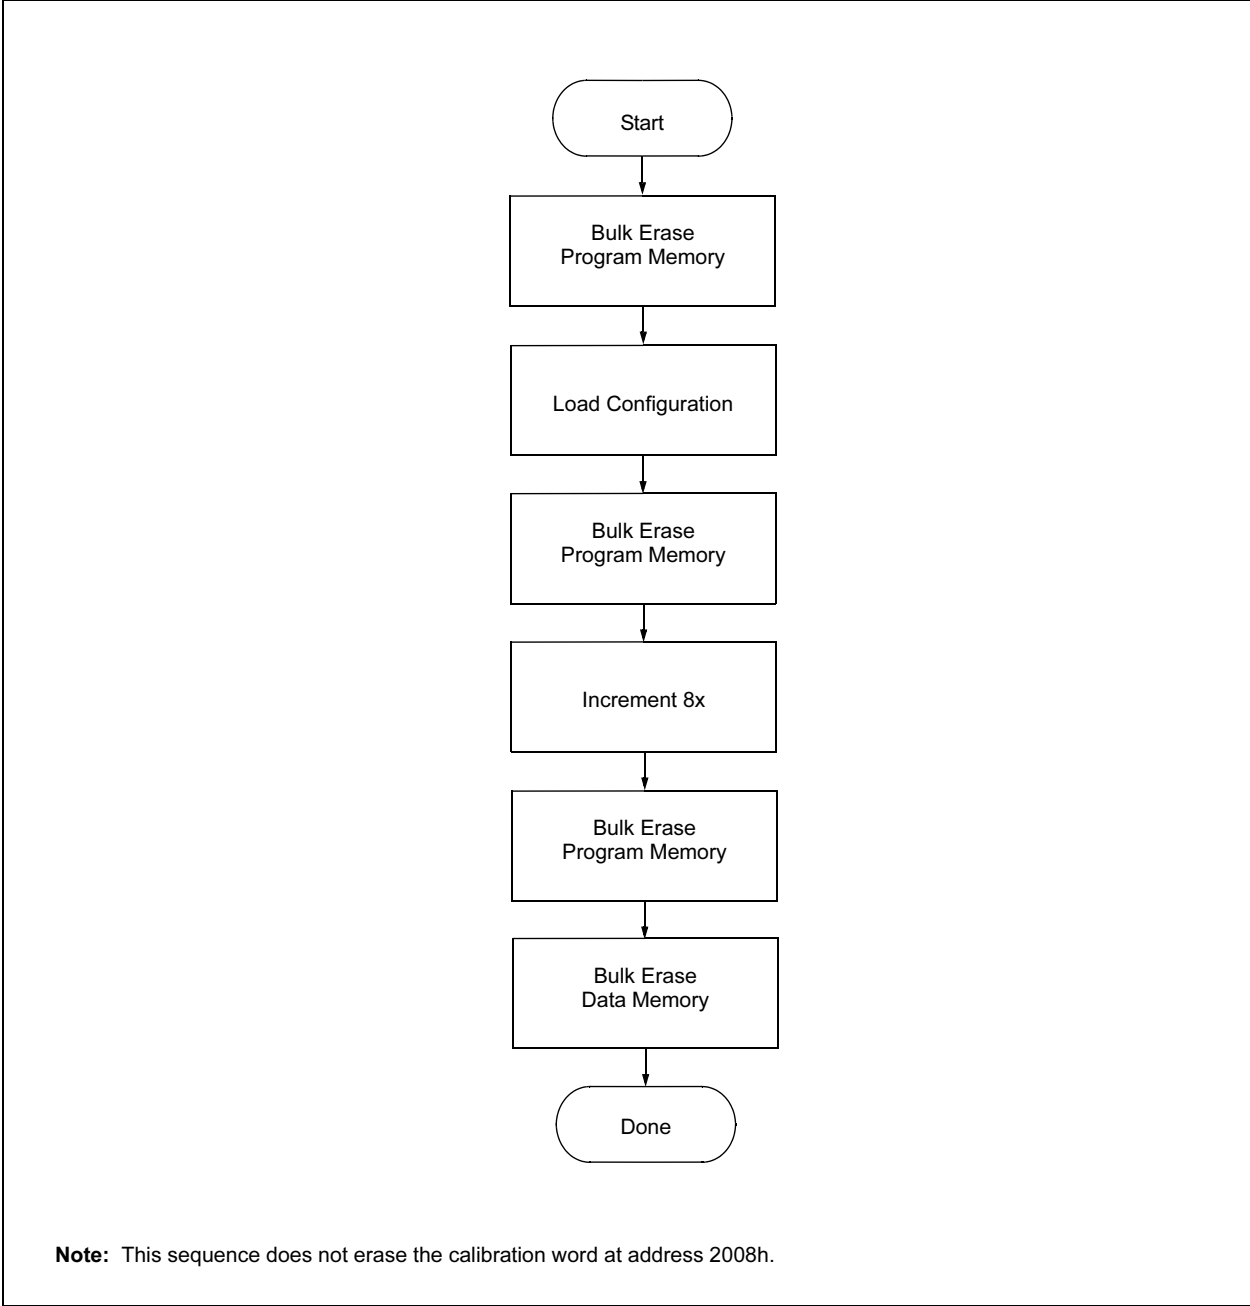 Start
Bulk Erase
Program Memory
Load Configuration
Bulk Erase
Program Memory
Increment 8x
Bulk Erase
Program Memory
Bulk Erase
Data Memory
Done
Note: This sequence does not erase the calibration word at address 2008h.